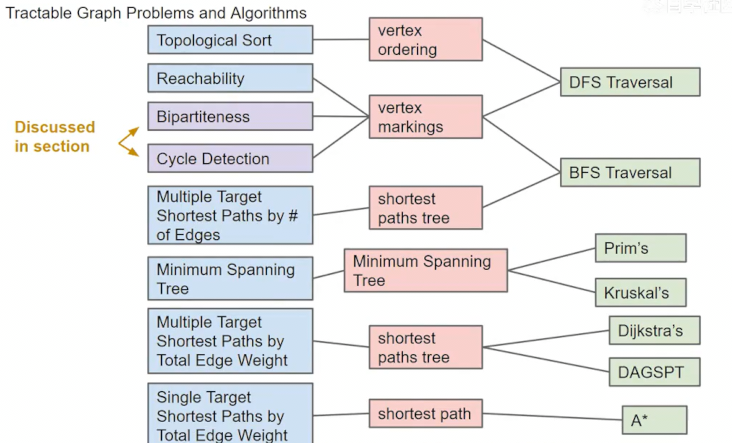 Tractable Graph Problems and Algorithms
Topological Sort
vertex
ordering
DFS Traversal
Reachability
Bipartiteness
vertex
markings
Discussed
in section
Cycle Detection
BFS Traversal
Multiple Target
Shortest Paths by #
of Edges
shortest
paths tree
Minimum Spanning
Tree
Minimum Spanning
Tree
Prim's
Kruskal's
Multiple Target
Shortest Paths by
Total Edge Weight
shortest
paths tree
Dijkstra's
DAGSPT
Single Target
Shortest Paths by
Total Edge Weight
shortest path
A*